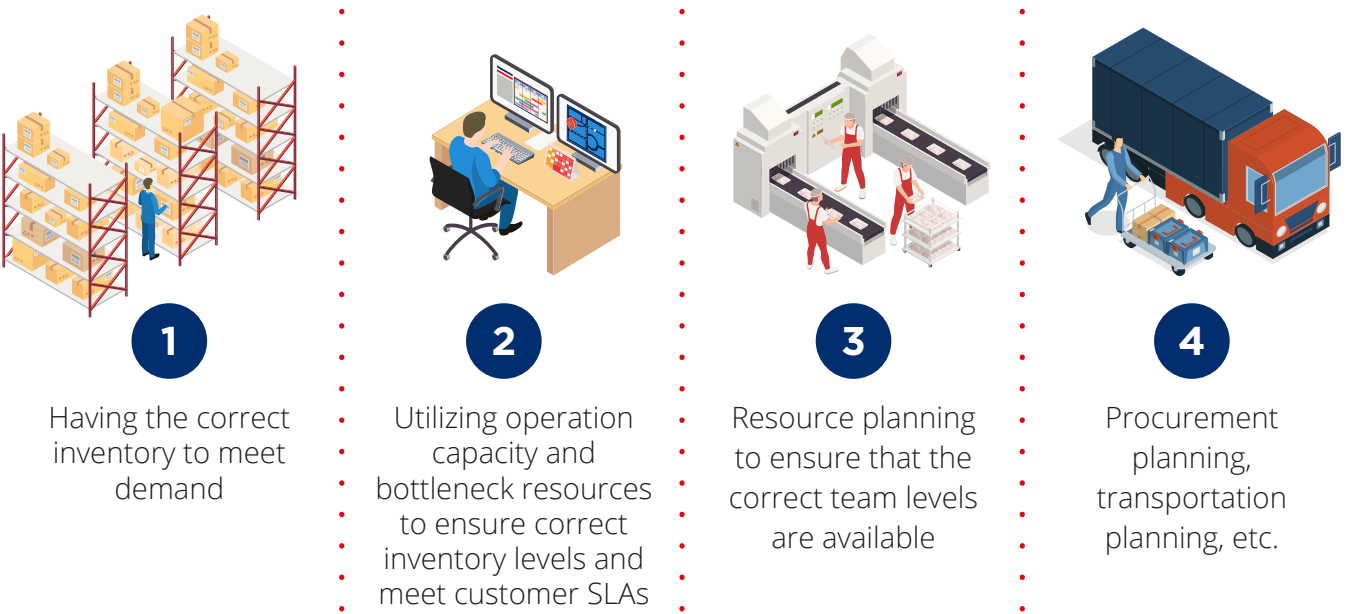 1
Having the correct
inventory to meet
demand
2
Utilizing operation
capacity and
bottleneck resources
to ensure correct
inventory levels and
meet customer SLAs
3
Resource planning
to ensure that the
correct team levels
are available
4
Procurement
planning,
transportation
planning, etc.